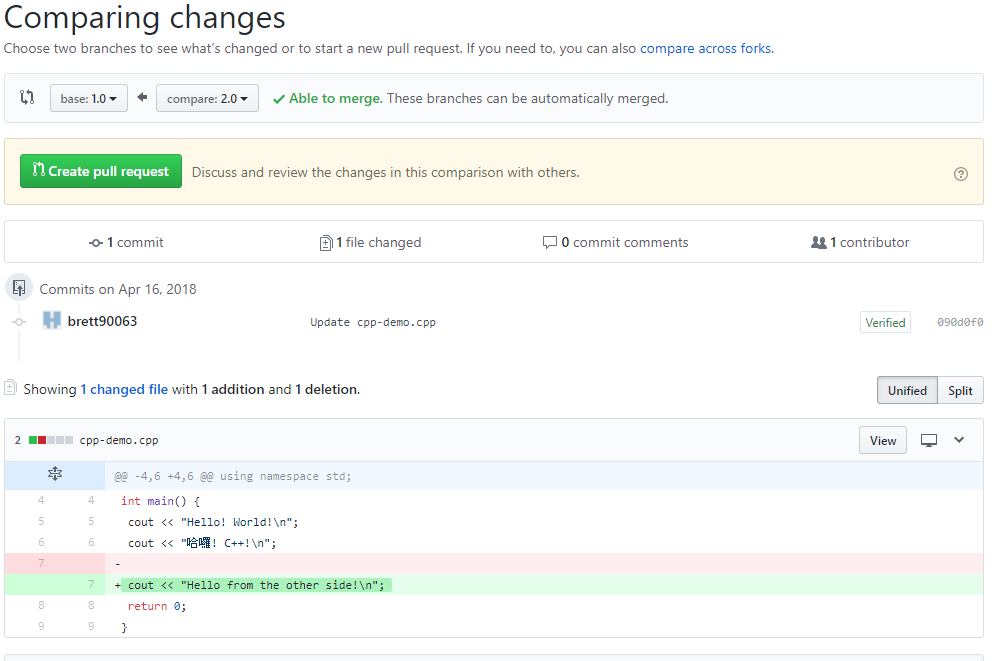 Comparing changes
Choose two branches to see what's changed or to start a new pull request. If you need to, you can also compare across forks.
base: 1.0 compare: 2.0 Able to merge. These branches can be automatically merged.
Create pull request Discuss and review the changes in this comparison with others.
1 commit 1 file changed 0 commit comments 1 contributor
Commits on Apr 16, 2018
brett90063 Update cpp-demo.cpp Verified 090d0f0
Showing 1 changed file with 1 addition and 1 deletion. Unified Split
2 cpp-demo.cpp View
@@ -4,6 +4,6 @@ using namespace std;
4 4 int main() {
5 5 cout << "Hello! World!\n";
6 6 cout << "哈囉! C++!\n";
7 -
7 + cout << "Hello from the other side!\n";
8 8 return 0;
9 9 }